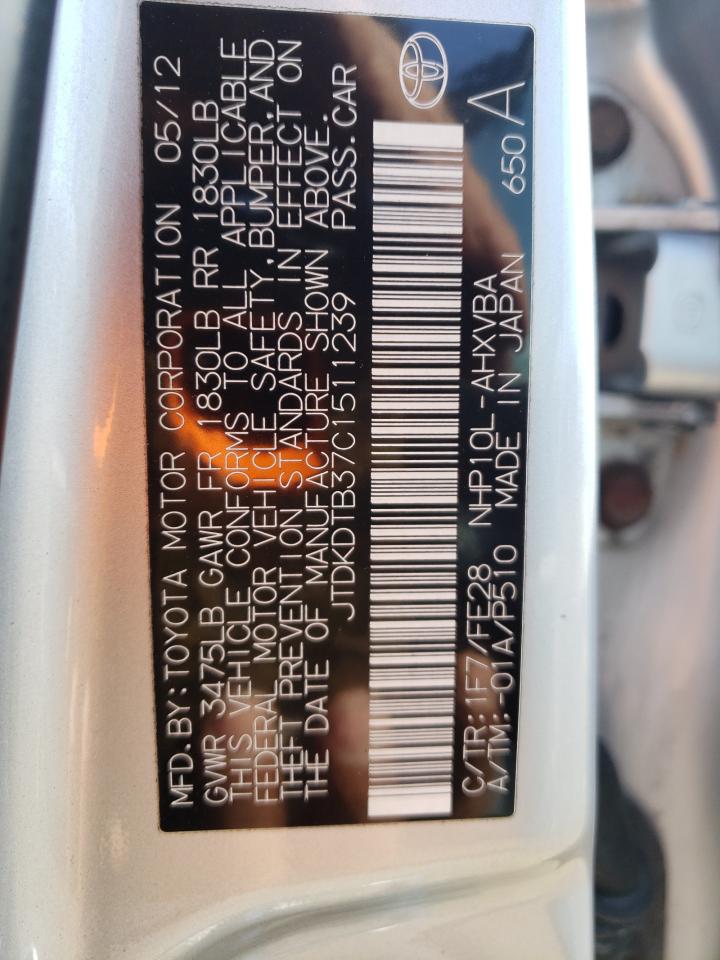 MFD.BY:TOYOTA MOTOR CORPORATION 05/12
GVWR 3475LB GAWR FR 1830LB RR 1830LB
THIS VEHICLE CONFORMS TO ALL APPLICABLE
FEDERAL MOTOR VEHICLE SAFETY,BUMPER,AND
THEFT PREVENTION STANDARDS IN EFFECT ON
THE DATE OF MANUFACTURE SHOWN ABOVE.
JTDKDTB37C1511239 PASS.CAR
C/TR:1F7/FE28 NHP10L-AHXVBA
A/TM:-01A/P510 MADE IN JAPAN 650 A